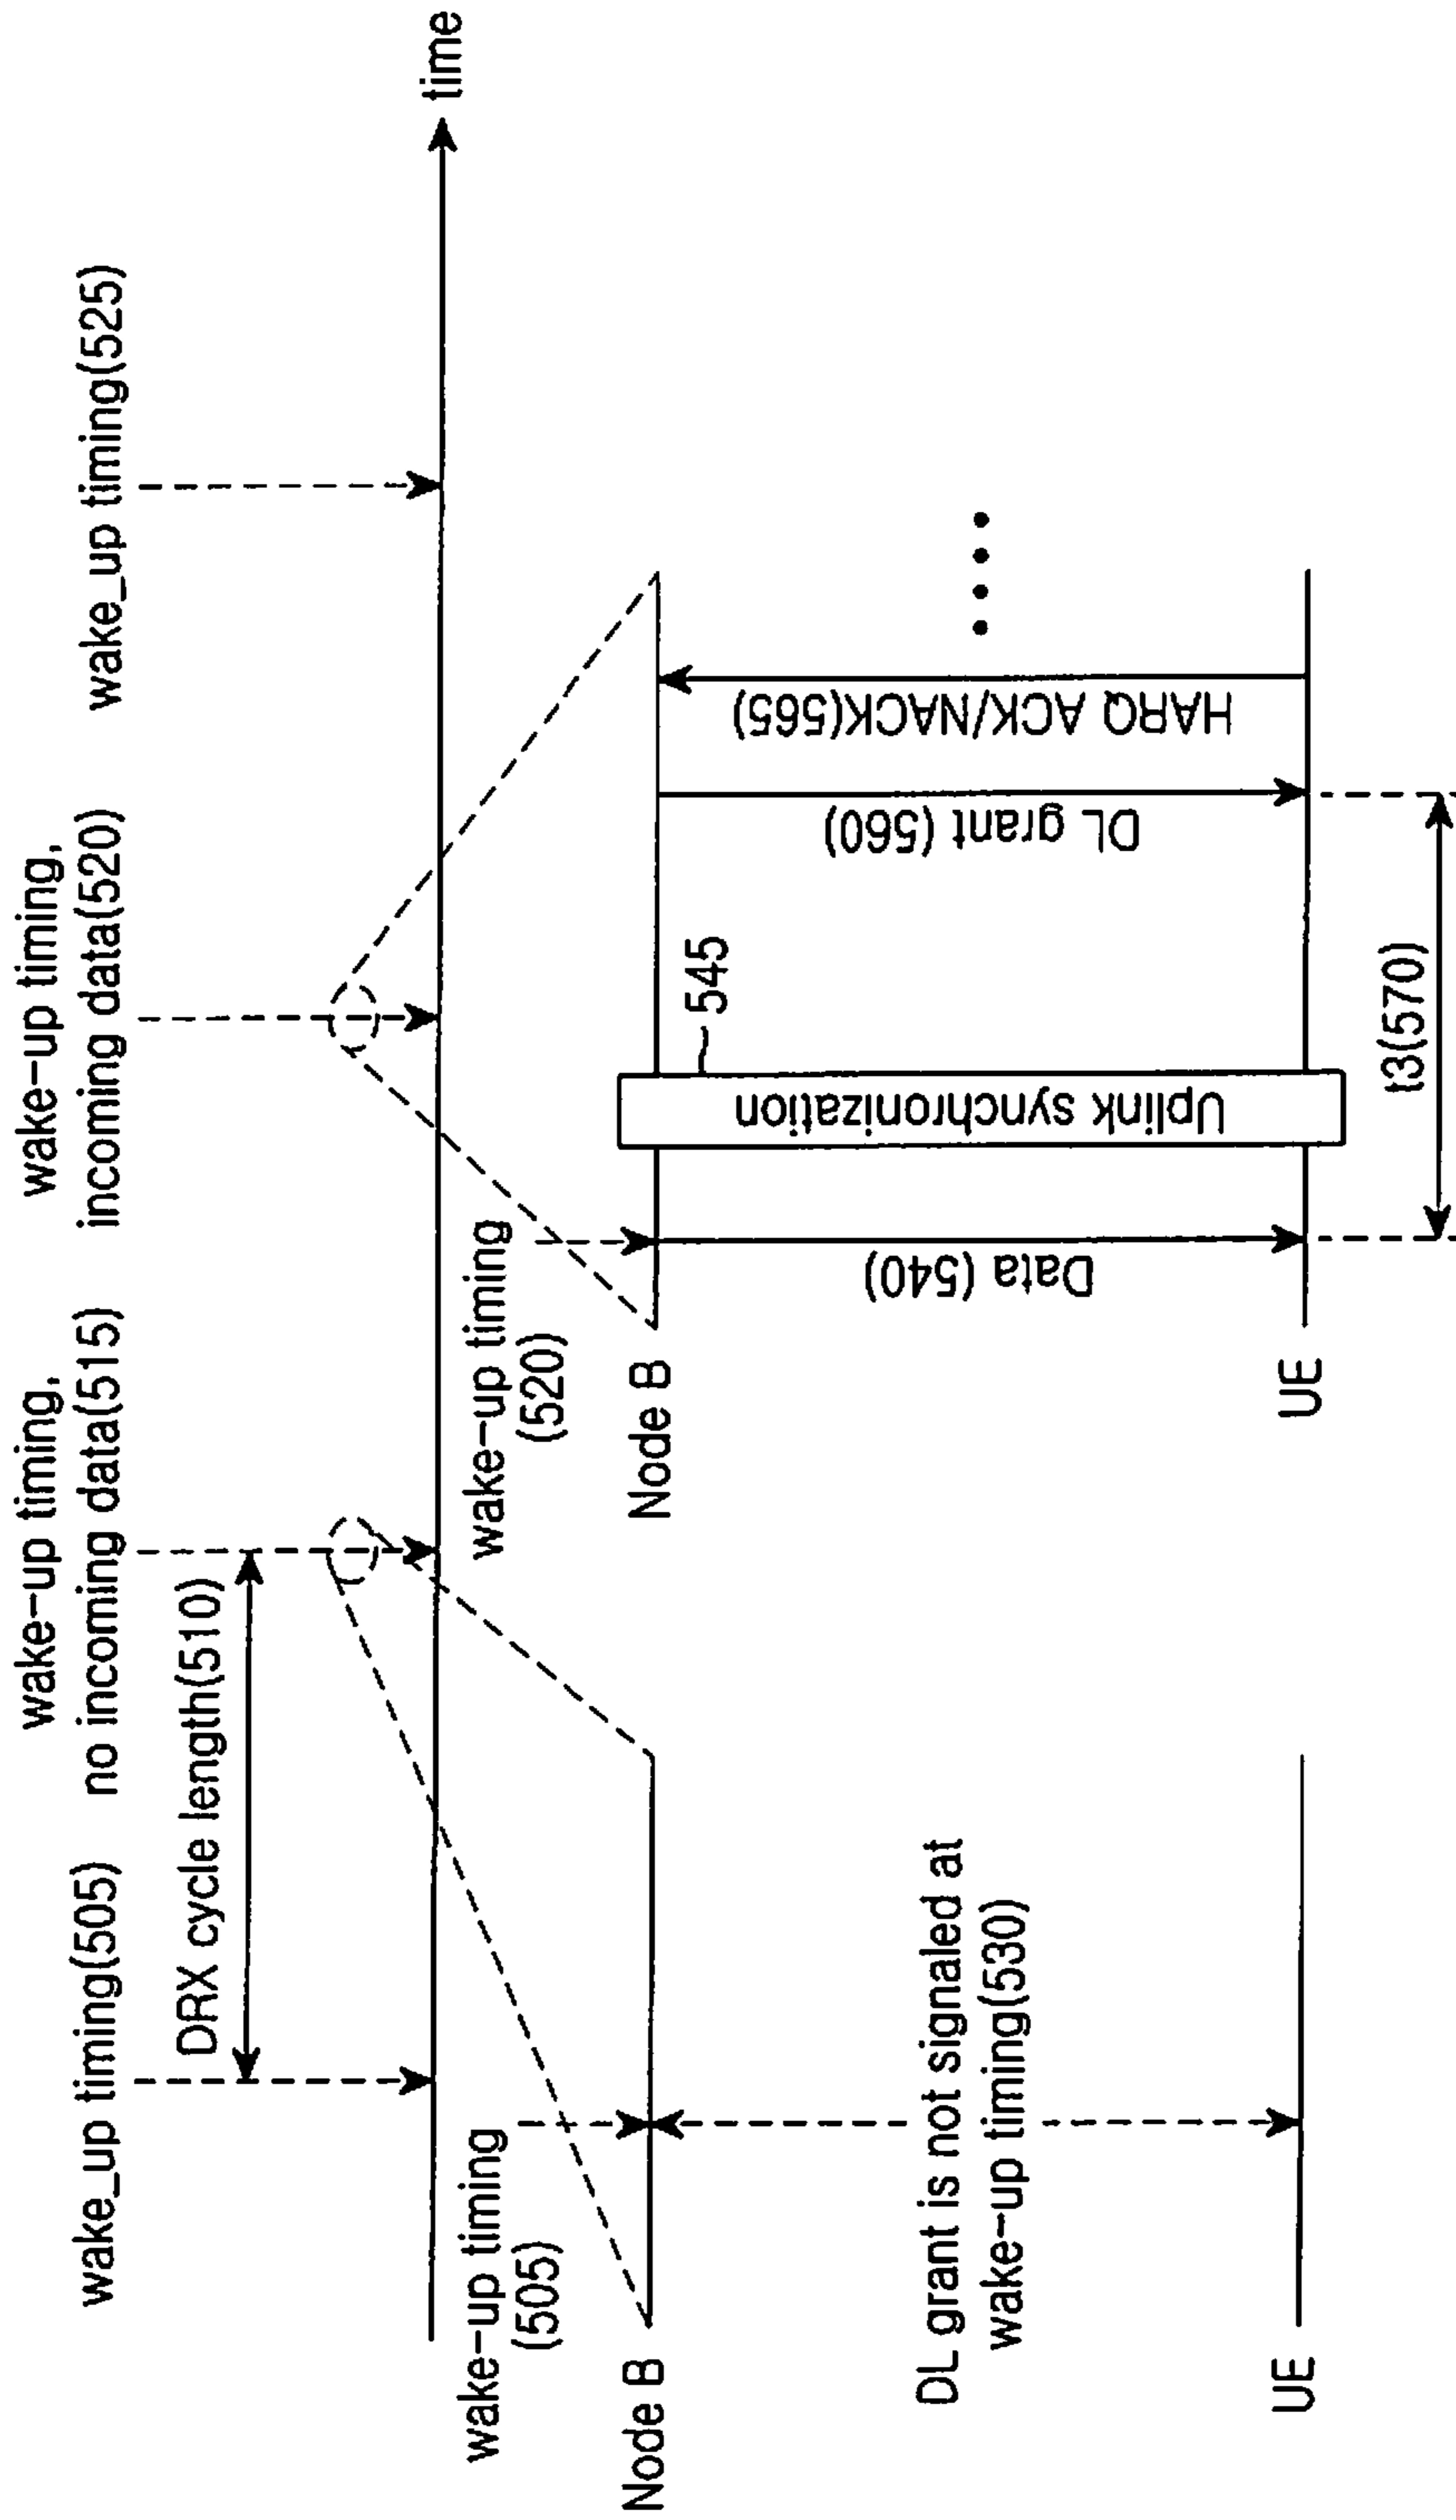 wake_up timing(505)
wake-up timing,
no incoming data(515)
wake-up timing,
incoming data(520)
wake_up timing(525)
DRX cycle length(510)
time
wake-up timing
(505)
wake-up timing
(520)
Node B
Node B
545
DL grant is not signaled at
wake-up timing(530)
Data (540)
Uplink synchronization
DL grant (560)
HARQ ACK/NACK(565)
UE
UE
t3(570)